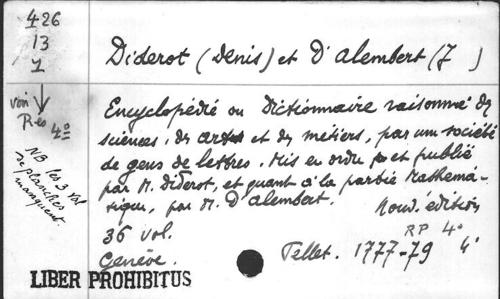 426
13
1
voir
Res 4º
NB les 3 vol
de planches
manquent.
Diderot (Denis) et D'Alembert (J )
Encyclopédie ou Dictionnaire raisonné des
sciences, des arts et des métiers, par une société
de gens de lettres. Mis en ordre et publié
par M. Diderot, et quant à la partie Mathéma-
tique, par M. D'Alembert. Nouv. édition
36 vol. RP 4º
Genève. Pellet. 1777-79 4º
LIBER PROHIBITUS